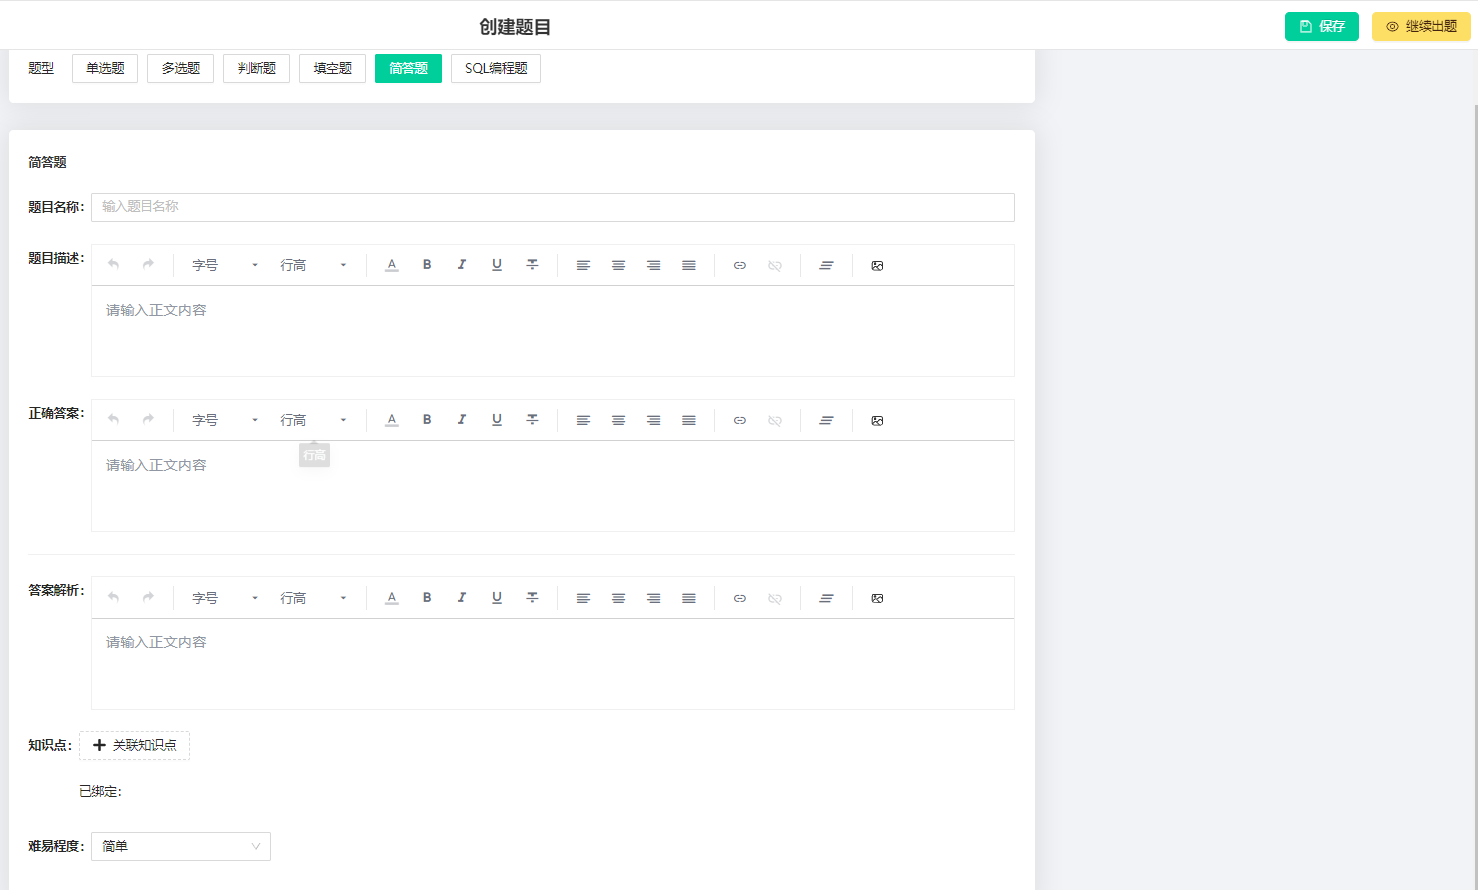 创建题目
保存
继续出题
题型 单选题 多选题 判断题 填空题 简答题 SQL编程题
简答题
题目名称: 输入题目名称
题目描述: 字号 行高 A B I U T
请输入正文内容
正确答案: 字号 行高 A B I U T
行高
请输入正文内容
答案解析: 字号 行高 A B I U T
请输入正文内容
知识点: + 关联知识点
已绑定:
难易程度: 简单